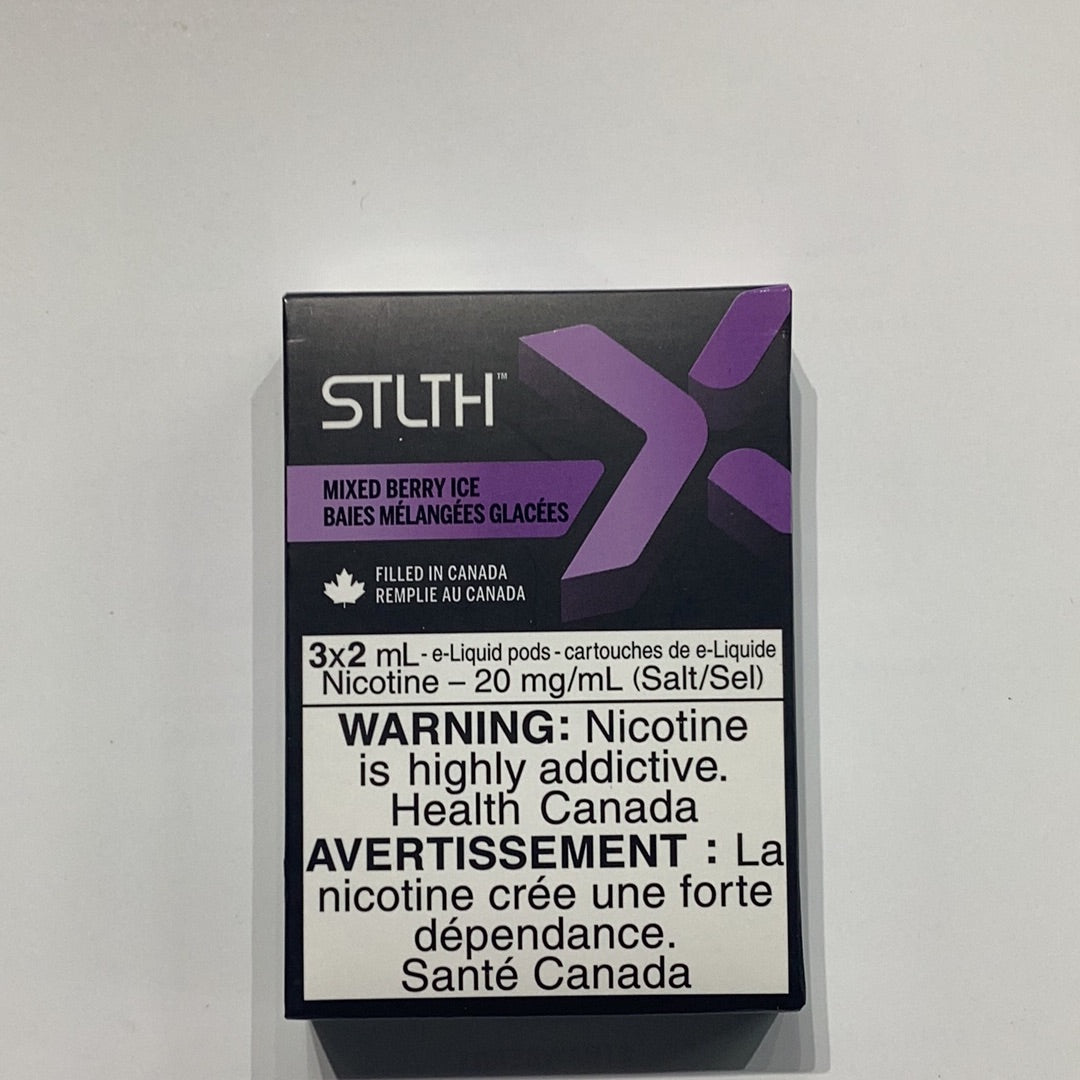 STLTH™
MIXED BERRY ICE
BAIES MÉLANGÉES GLACÉES
FILLED IN CANADA
REMPLIE AU CANADA
3x2 mL - e-Liquid pods - cartouches de e-Liquide
Nicotine – 20 mg/mL (Salt/Sel)
WARNING: Nicotine
is highly addictive.
Health Canada
AVERTISSEMENT : La
nicotine crée une forte
dépendance.
Santé Canada